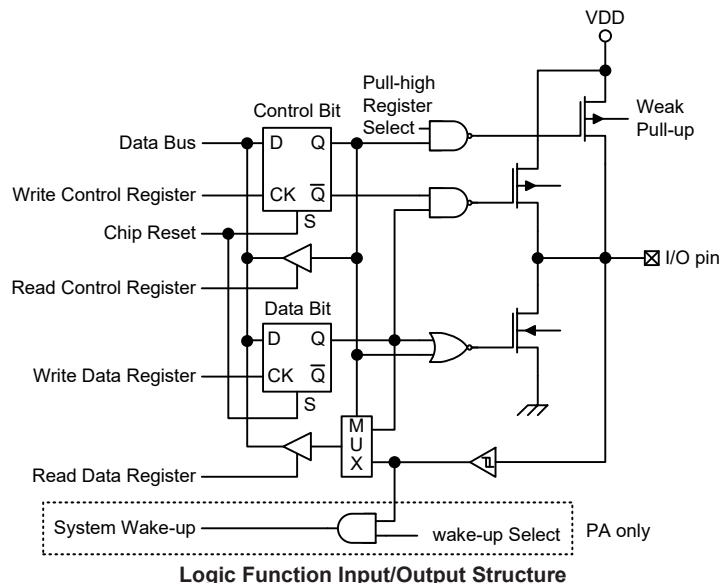 VDD
Pull-high
Register
Select
Weak
Pull-up
Control Bit
Data Bus
D Q
Write Control Register
CK Q
S
Chip Reset
I/O pin
Read Control Register
Data Bit
D Q
Write Data Register
CK Q
S
M
U
X
Read Data Register
System Wake-up
wake-up Select
PA only
Logic Function Input/Output Structure